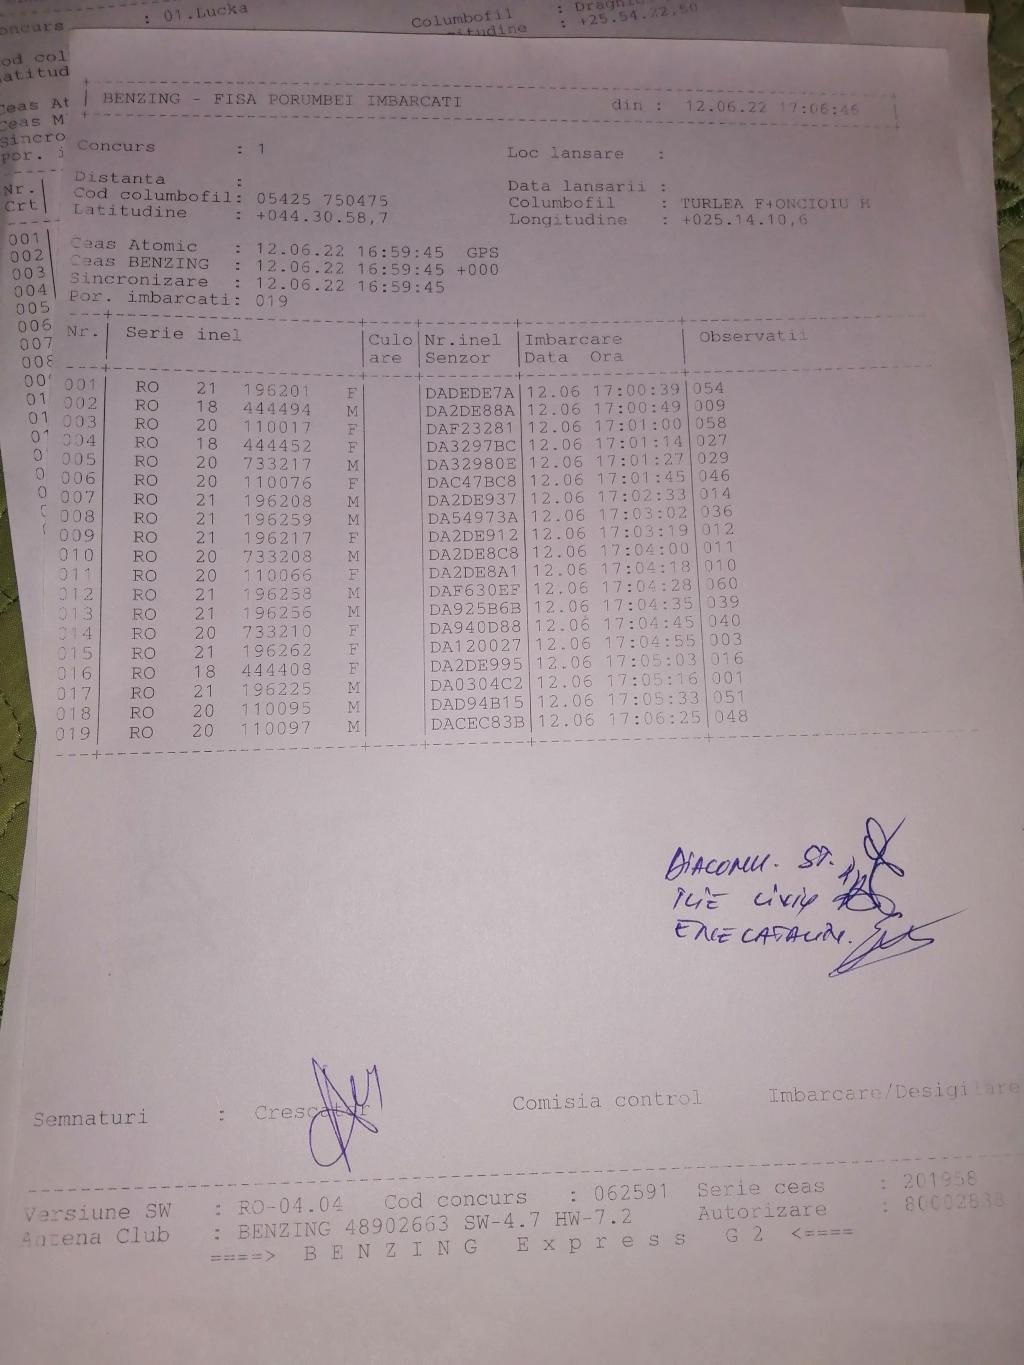 : 01.Lucka
Columbofil
: +25.54.22,50
BENZING - FISA PORUMBEI IMBARCATI din : 12.06.22 17:06:46
Concurs : 1 Loc lansare :
Distanta : Data lansarii :
Cod columbofil: 05425 750475 Columbofil : TURLEA F+ONCIOIU H
Latitudine : +044.30.58,7 Longitudine : +025.14.10,6
Ceas Atomic : 12.06.22 16:59:45 GPS
Ceas BENZING : 12.06.22 16:59:45 +000
Sincronizare : 12.06.22 16:59:45
Por. imbarcati: 019
Nr. Serie inel Culo Nr.inel Imbarcare Observatii
are Senzor Data Ora
001 RO 21 196201 F DADEDE7A 12.06 17:00:39 054
002 RO 18 444494 M DA2DE88A 12.06 17:00:49 009
003 RO 20 110017 F DAF23281 12.06 17:01:00 058
004 RO 18 444452 F DA3297BC 12.06 17:01:14 027
005 RO 20 733217 M DA32980E 12.06 17:01:27 029
006 RO 20 110076 F DAC47BC8 12.06 17:01:45 046
007 RO 21 196208 M DA2DE937 12.06 17:02:33 014
008 RO 21 196259 M DA54973A 12.06 17:03:02 036
009 RO 21 196217 F DA2DE912 12.06 17:03:19 012
010 RO 20 733208 M DA2DE8C8 12.06 17:04:00 011
011 RO 20 110066 F DA2DE8A1 12.06 17:04:18 010
012 RO 21 196258 M DAF630EF 12.06 17:04:28 060
013 RO 21 196256 M DA925B6B 12.06 17:04:35 039
014 RO 20 733210 F DA940D88 12.06 17:04:45 040
015 RO 21 196262 F DA120027 12.06 17:04:55 003
016 RO 18 444408 F DA2DE995 12.06 17:05:03 016
017 RO 21 196225 M DA0304C2 12.06 17:05:16 001
018 RO 20 110095 M DAD94B15 12.06 17:05:33 051
019 RO 20 110097 M DACEC83B 12.06 17:06:25 048
DIACONU. ST.
ILIE LIVIU
ENE CATALIN.
Semnaturi : Crescator Comisia control Imbarcare/Desigilare
Versiune SW : RO-04.04 Cod concurs : 062591 Serie ceas : 201958
Antena Club : BENZING 48902663 SW-4.7 HW-7.2 Autorizare : 80002838
====> B E N Z I N G E x p r e s s G 2 <====